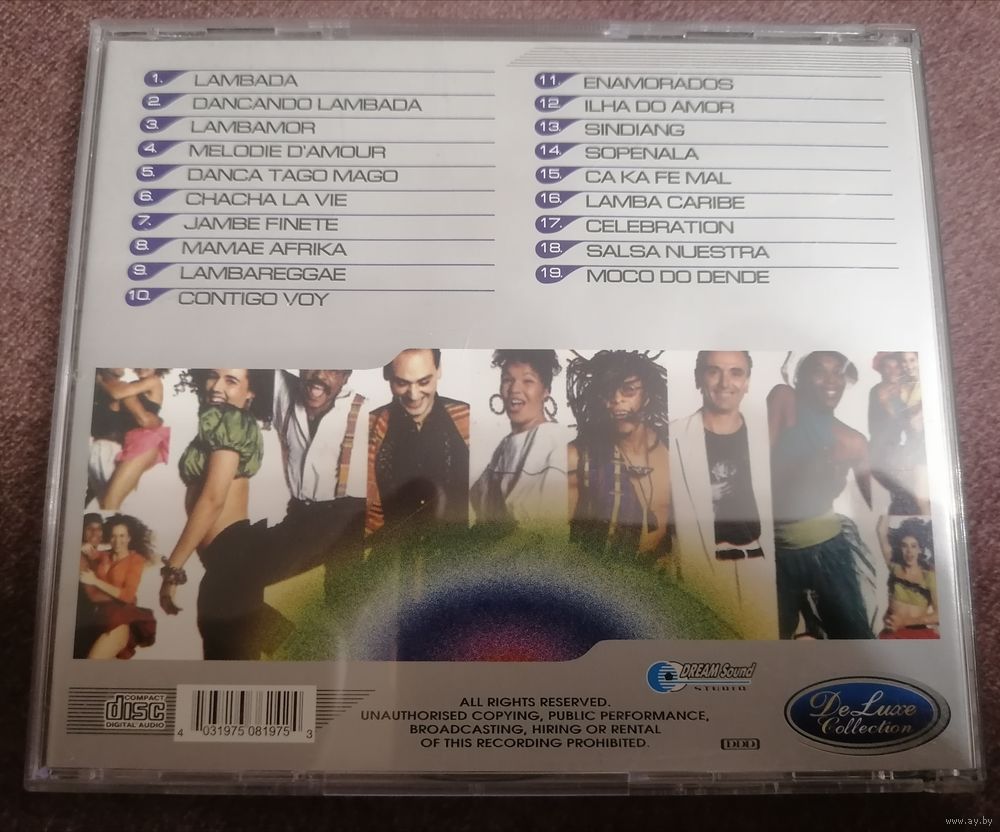 1. LAMBADA
2. DANCANDO LAMBADA
3. LAMBAMOR
4. MELODIE D'AMOUR
5. DANCA TAGO MAGO
6. CHACHA LA VIE
7. JAMBE FINETE
8. MAMAE AFRIKA
9. LAMBAREGGAE
10. CONTIGO VOY
11. ENAMORADOS
12. ILHA DO AMOR
13. SINDIANG
14. SOPENALA
15. CA KA FE MAL
16. LAMBA CARIBE
17. CELEBRATION
18. SALSA NUESTRA
19. MOCO DO DENDE
COMPACT
disc
DIGITAL AUDIO
4 031975 081975 3
ALL RIGHTS RESERVED.
UNAUTHORISED COPYING, PUBLIC PERFORMANCE,
BROADCASTING, HIRING OR RENTAL
OF THIS RECORDING PROHIBITED.
DREAM Sound
STUDIO
DDD
DeLuxe
Collection
www.ay.by